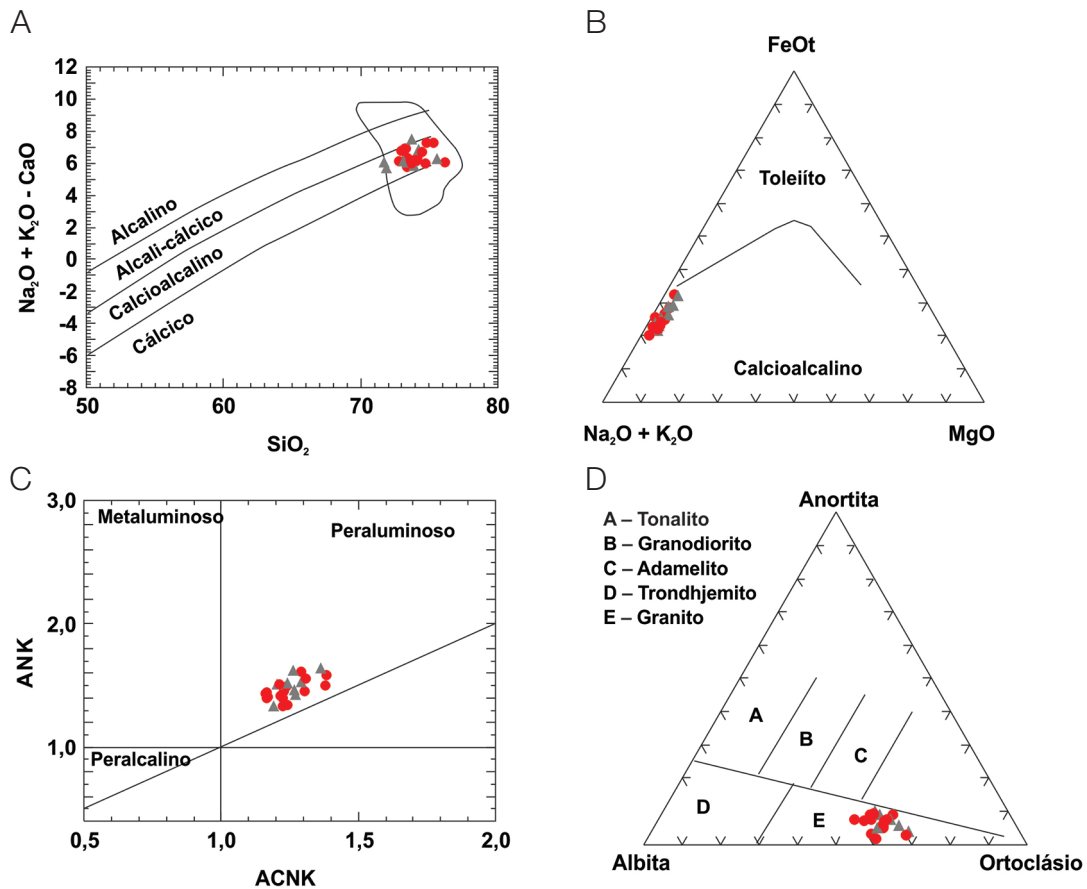 A
12
10
8
6
4
2
0
-2
-4
-6
-8
Na₂O + K₂O - CaO
Alcalino
Alcali-cálcico
Calcioalcalino
Cálcico
50
60
70
80
SiO₂
B
FeOt
Toleiíto
Calcioalcalino
Na₂O + K₂O
MgO
C
3,0
2,0
1,0
ANK
Metaluminoso
Peraluminoso
Peralcalino
0,5
1,0
1,5
2,0
ACNK
D
Anortita
A – Tonalito
B – Granodiorito
C – Adamelito
D – Trondhjemito
E – Granito
A
B
C
D
E
Albita
Ortoclásio